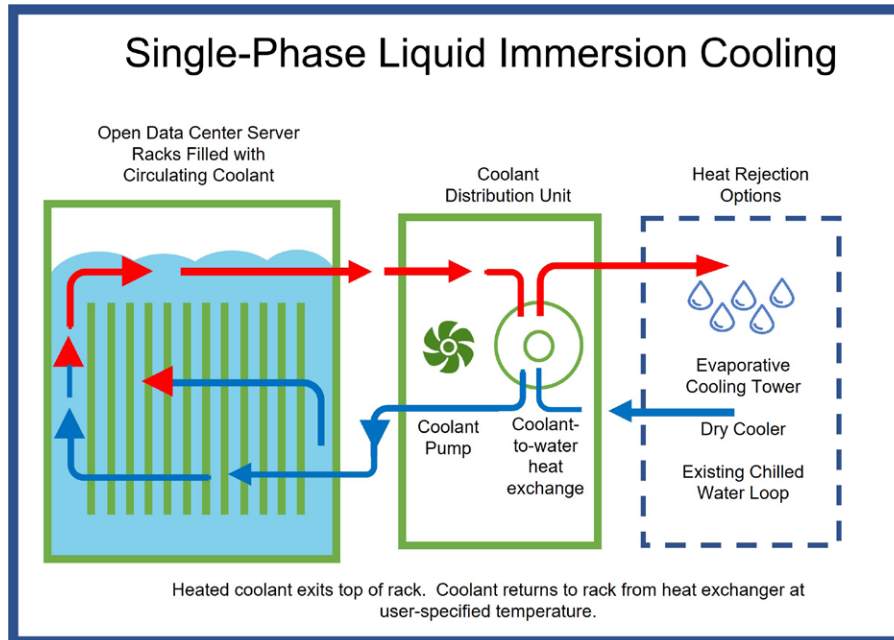 Single-Phase Liquid Immersion Cooling
Open Data Center Server
Racks Filled with
Circulating Coolant
Coolant
Distribution Unit
Heat Rejection
Options
Coolant
Pump
Coolant-
to-water
heat
exchange
Evaporative
Cooling Tower
Dry Cooler
Existing Chilled
Water Loop
Heated coolant exits top of rack.  Coolant returns to rack from heat exchanger at
user-specified temperature.